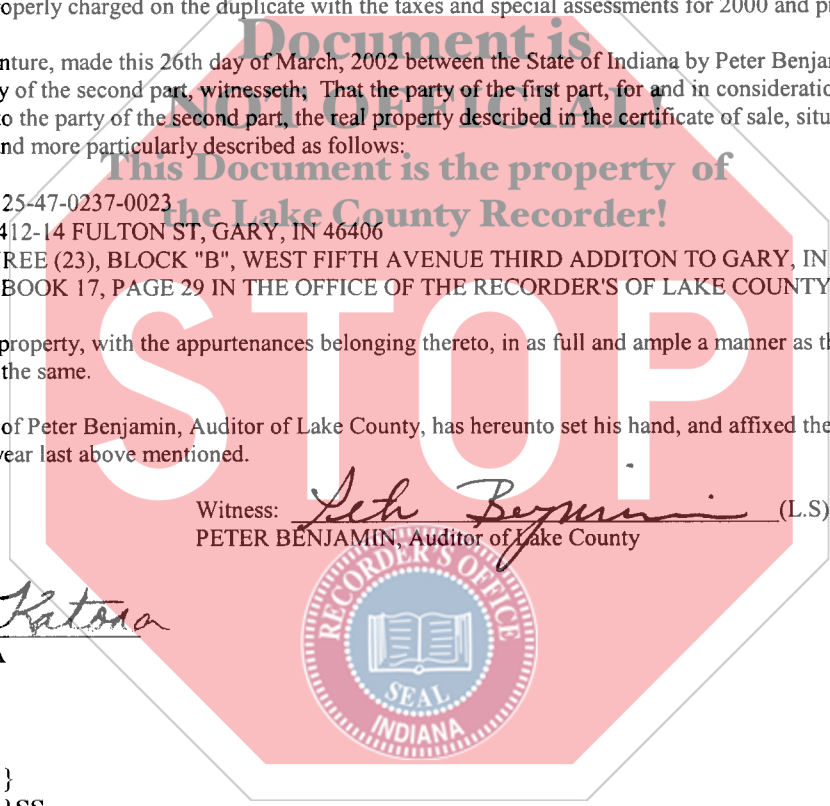 operly charged on the duplicate with the taxes and special assessments for 2000 and p
Document is
nture, made this 26th day of March, 2002 between the State of Indiana by Peter Benja
y of the second part, witnesseth; That the party of the first part, for and in consideratio
NOT OFFICIAL!
o the party of the second part, the real property described in the certificate of sale, situ
nd more particularly described as follows:
This Document is the property of
the Lake County Recorder!
25-47-0237-0023
412-14 FULTON ST, GARY, IN 46406
REE (23), BLOCK "B", WEST FIFTH AVENUE THIRD ADDITON TO GARY, IN
BOOK 17, PAGE 29 IN THE OFFICE OF THE RECORDER'S OF LAKE COUNTY
STOP
property, with the appurtenances belonging thereto, in as full and ample a manner as th
the same.
of Peter Benjamin, Auditor of Lake County, has hereunto set his hand, and affixed the
year last above mentioned.
Witness: Peter Benjamin (L.S)
PETER BENJAMIN, Auditor of Lake County
RECORDER'S OFFICE
SEAL
INDIANA
Katona
A
}
}SS